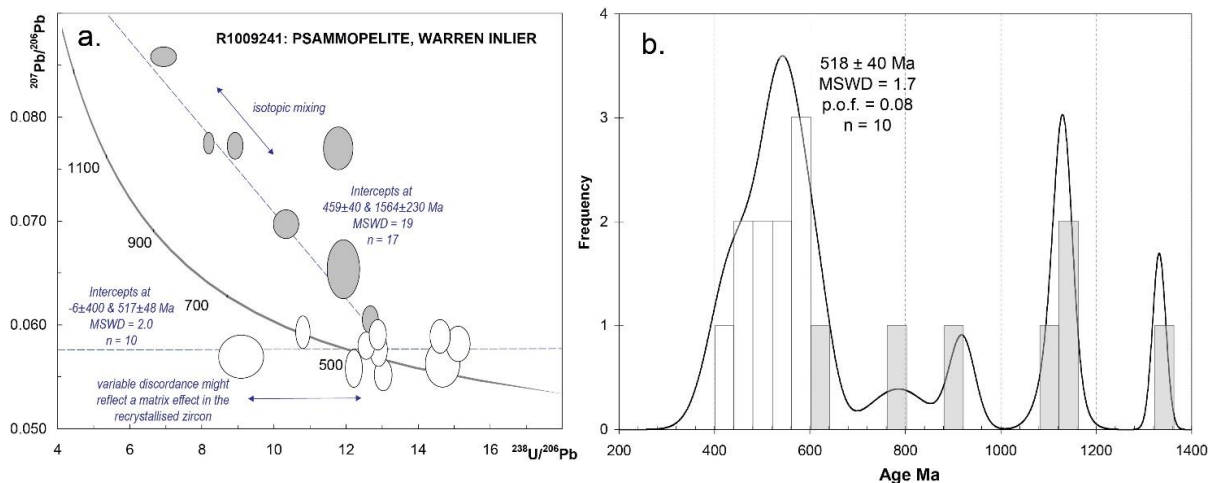 a.
R1009241: PSAMMOPELITE, WARREN INLIER
²⁰⁷Pb/²⁰⁶Pb
0.080
0.070
0.060
0.050
isotopic mixing
1100
900
700
500
Intercepts at
459±40 & 1564±230 Ma
MSWD = 19
n = 17
Intercepts at
-6±400 & 517±48 Ma
MSWD = 2.0
n = 10
variable discordance might
reflect a matrix effect in the
recrystallised zircon
4 6 8 10 12 14 16 ²³⁸U/²⁰⁶Pb
b.
518 ± 40 Ma
MSWD = 1.7
p.o.f. = 0.08
n = 10
Frequency
4
3
2
1
0
200 400 600 800 1000 1200 1400
Age Ma